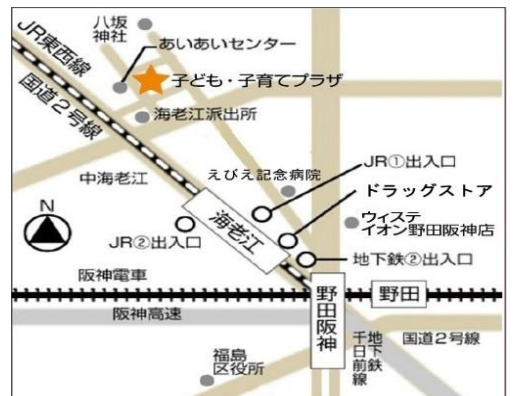 八坂
神社
あいあいセンター
JR東西線
国道2号線
子ども・子育てプラザ
海老江派出所
えびえ記念病院
JR①出入口
中海老江
ドラッグストア
N
海老江
ウィステ
イオン野田阪神店
JR②出入口
地下鉄②出入口
阪神電車
野田阪神
野田
阪神高速
福島
区役所
地下鉄
千日前線
国道2号線